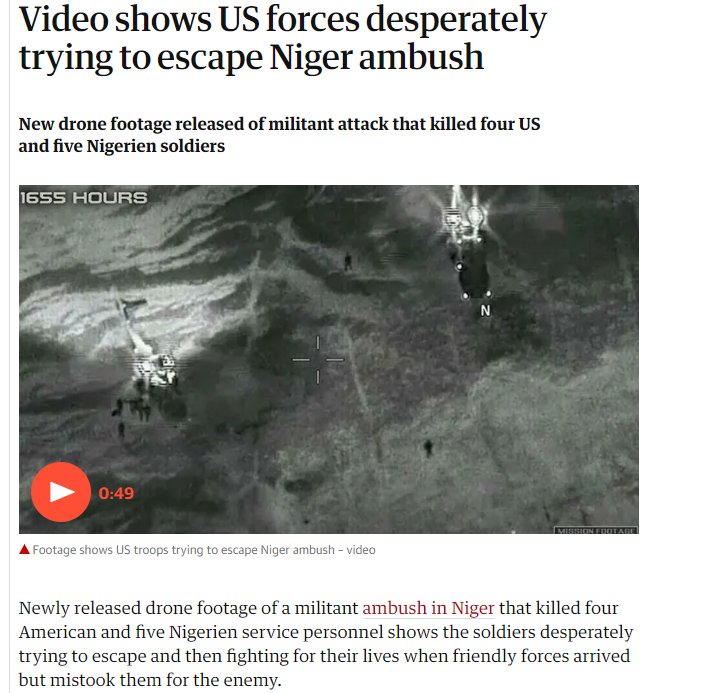 Video shows US forces desperately
trying to escape Niger ambush
New drone footage released of militant attack that killed four US
and five Nigerien soldiers
1655 HOURS
N
0:49
MISSION FOOTAGE
Footage shows US troops trying to escape Niger ambush – video
Newly released drone footage of a militant ambush in Niger that killed four
American and five Nigerien service personnel shows the soldiers desperately
trying to escape and then fighting for their lives when friendly forces arrived
but mistook them for the enemy.